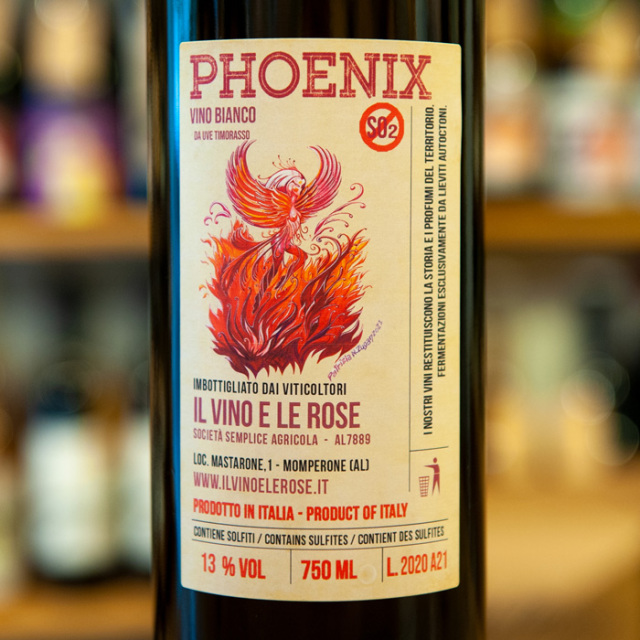 PHOENIX
VINO BIANCO
DA UVE TIMORASSO
SO2
I NOSTRI VINI RESTITUISCONO LA STORIA E I PROFUMI DEL TERRITORIO.
FERMENTAZIONI ESCLUSIVAMENTE DA LIEVITI AUTOCTONI.
IMBOTTIGLIATO DAI VITICOLTORI
IL VINO E LE ROSE
SOCIETÀ SEMPLICE AGRICOLA - AL7889
LOC. MASTARONE,1 - MOMPERONE (AL)
WWW.ILVINOELEROSE.IT
PRODOTTO IN ITALIA - PRODUCT OF ITALY
CONTIENE SOLFITI / CONTAINS SULFITES / CONTIENT DES SULFITES
13 % VOL
750 ML
L. 2020 A21